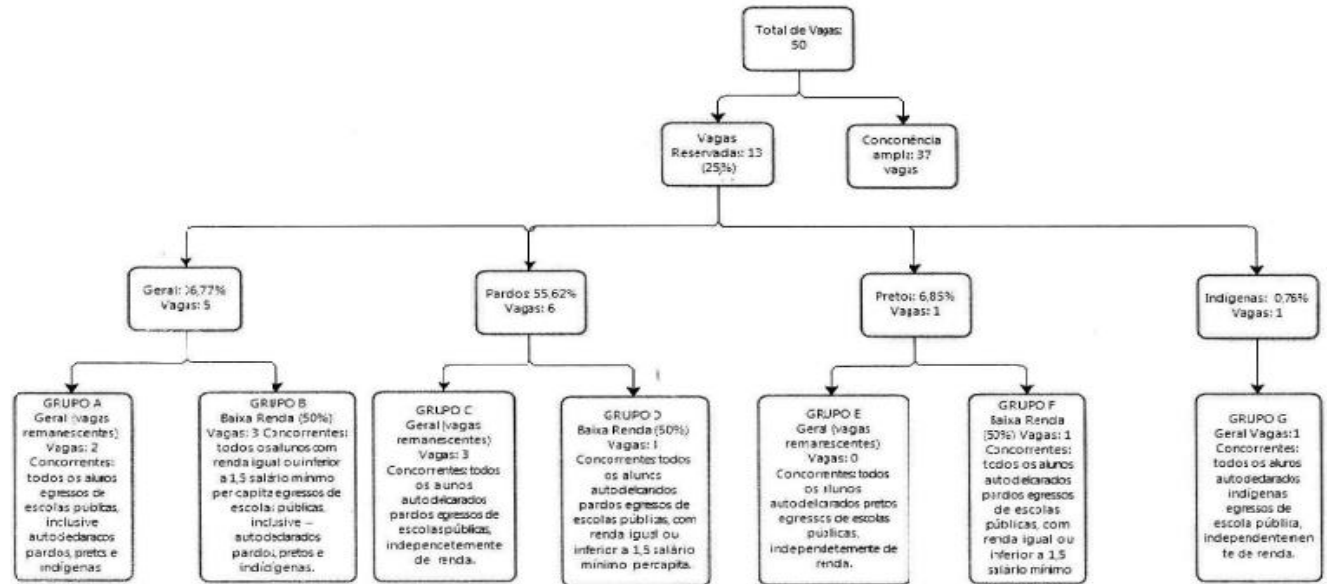 Total de Vagas:
50
Vagas
Reservadas: 13
(25%)
Concorrência
ampla: 37
vagas
Geral: 36,77%
Vagas: 5
Pardos 55,62%
Vagas: 6
Pretos: 6,85%
Vagas: 1
Indígenas: 0,76%
Vagas: 1
GRUPO A
Geral (vagas
remanescentes)
Vagas: 2
Concorrentes:
todos os alunos
egressos de
escolas públicas,
inclusive
autodeclarados
pardos, pretos e
indígenas
GRUPO B
Baixa Renda (50%)
Vagas: 3 Concorrentes:
todos os alunos com
renda igual ou inferior
a 1,5 salário mínimo
per capita egressos de
escolas públicas,
inclusive –
autodeclarados
pardos, pretos e
indídigenas.
GRUPO C
Geral (vagas
remanescentes)
Vagas: 3
Concorrentes: todos
os alunos
autodelcarados
pardos egressos de
escolas públicas,
independetemente
de renda.
GRUPO D
Baixa Renda (50%)
Vagas:
Concorrentes todos
os alunos
autodelcarados
pardos egressos de
escolas públicas, com
renda igual ou
inferior a 1,5 salário
mínimo per capita.
GRUPO E
Geral (vagas
remanescentes)
Vagas: 0
Concorrentes: todos
os alunos
autodelcarados pretos
egressos de escolas
públicas,
independetemente de
renda.
GRUPO F
Baixa Renda
(50%) Vagas: 1
Concorrentes:
todos os alunos
autodelcarados
pardos egressos
de escolas
públicas, com
renda igual ou
inferior a 1,5
salário mínimo
GRUPO G
Geral Vagas: 1
Concorrentes:
todos os alunos
autodeclarados
indígenas
egressos de
escola pública,
independentemen
te de renda.